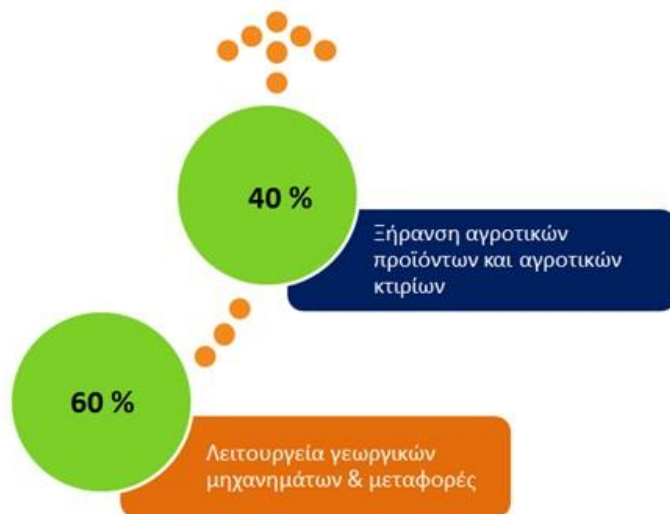 40 %
Ξήρανση αγροτικών
προϊόντων και αγροτικών
κτιρίων
60 %
Λειτουργεία γεωργικών
μηχανημάτων & μεταφορές